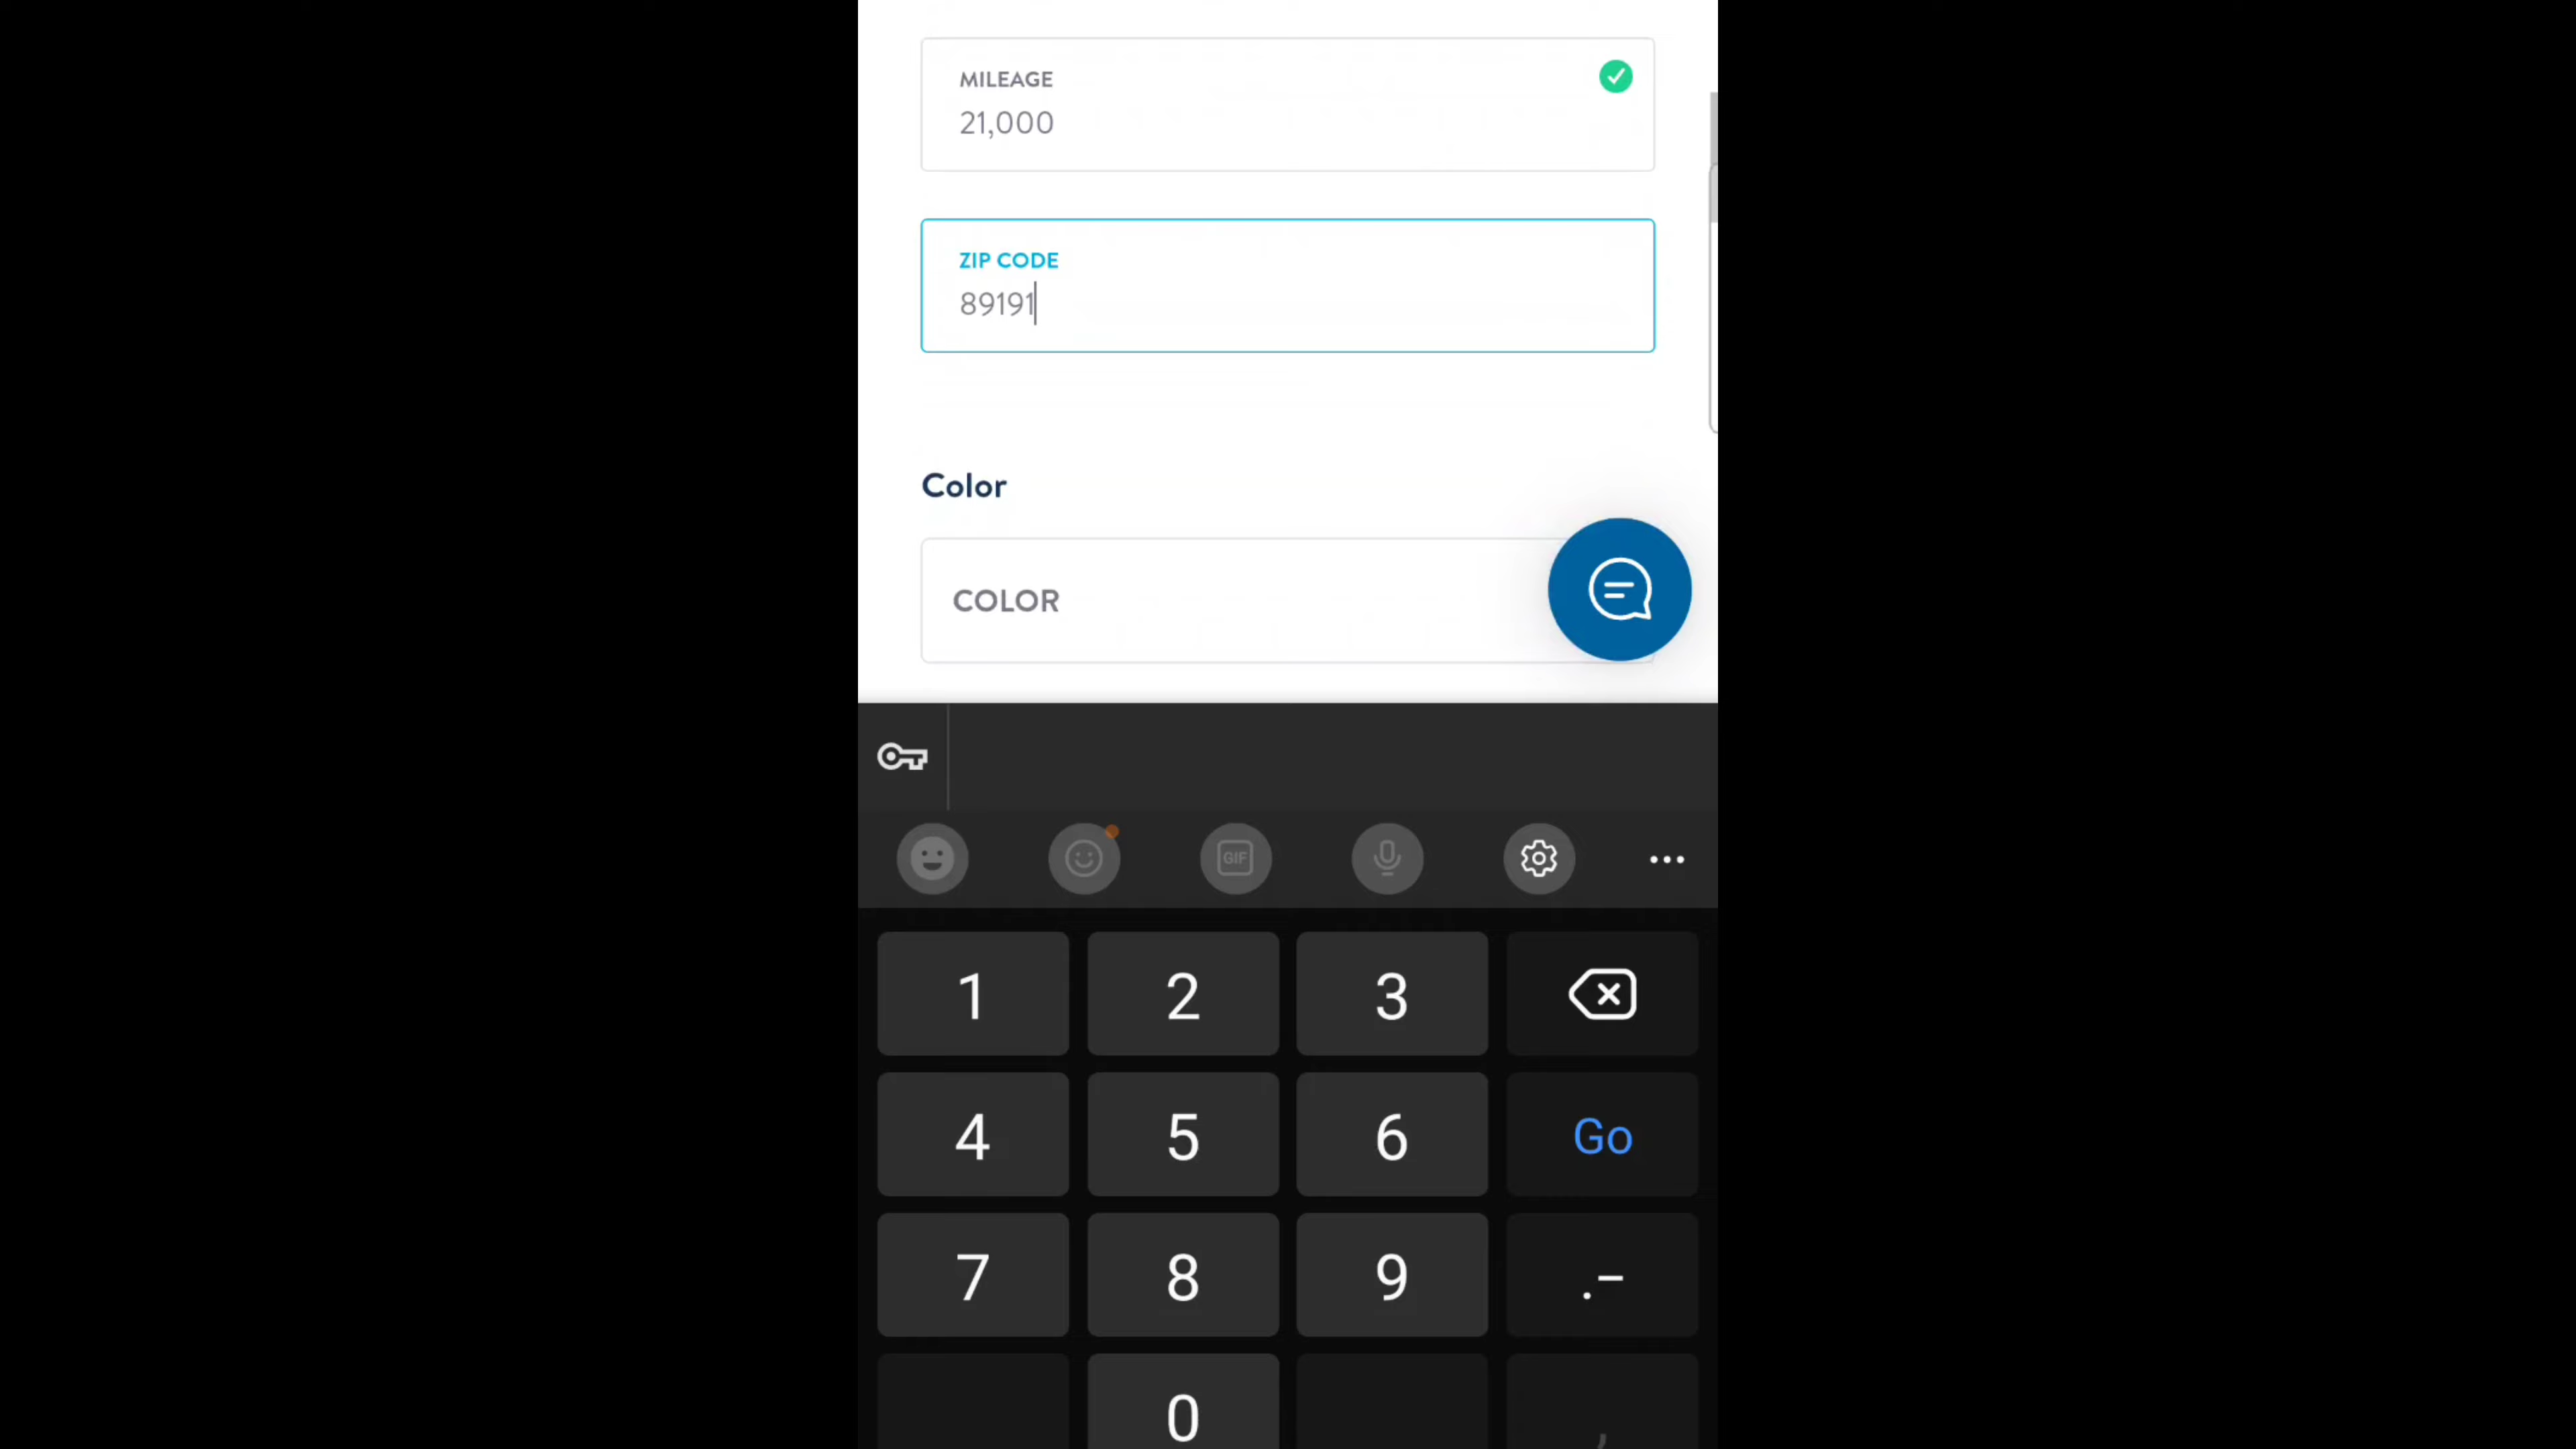 MILEAGE
21,000
ZIP CODE
89191
Color
COLOR
GIF
1 2 3
4 5 6 Go
7 8 9 .-
0 ,